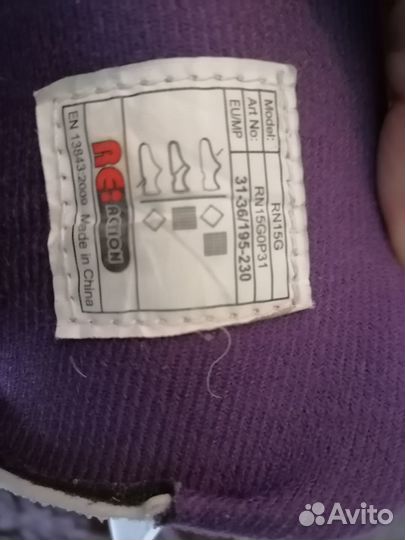 Model: RN15G
Art No: RN15G0P31
EU/MP 31-36/195-230
RE:ACTION
EN 13843:2009 Made in China
Avito